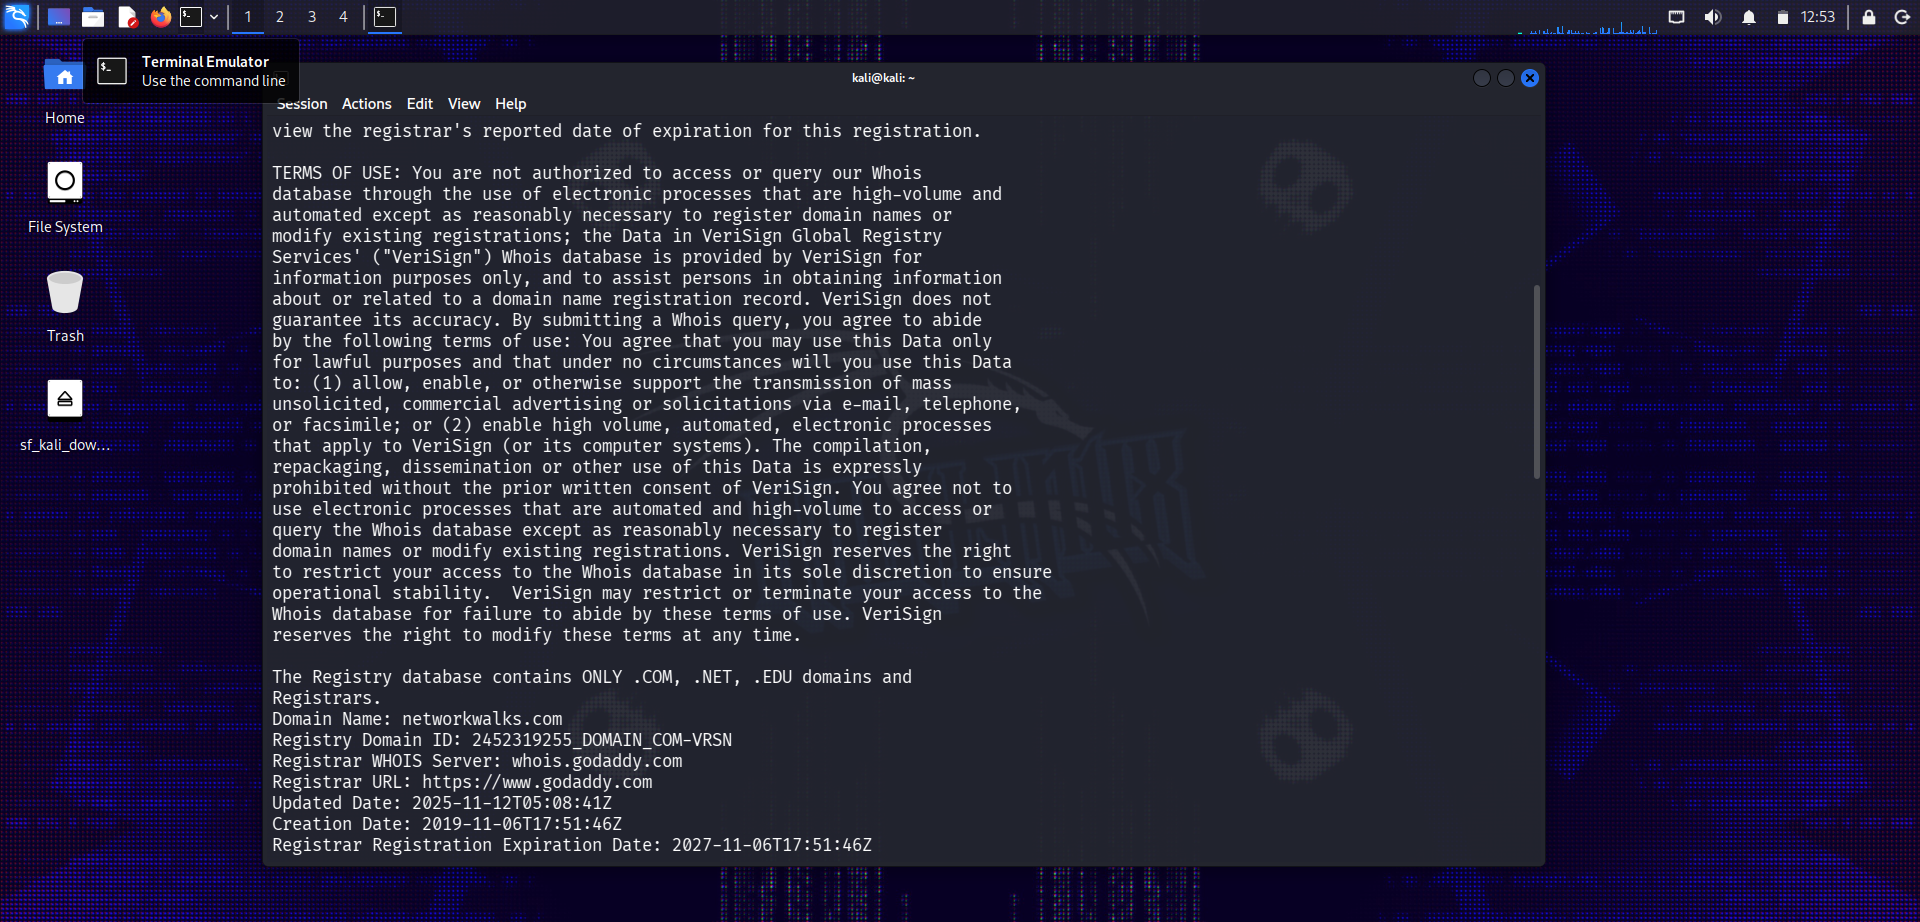 1 2 3 4
12:53
Terminal Emulator
Use the command line
kali@kali: ~
Session Actions Edit View Help
Home
File System
Trash
sf_kali_dow...
view the registrar's reported date of expiration for this registration.
TERMS OF USE: You are not authorized to access or query our Whois
database through the use of electronic processes that are high-volume and
automated except as reasonably necessary to register domain names or
modify existing registrations; the Data in VeriSign Global Registry
Services' ("VeriSign") Whois database is provided by VeriSign for
information purposes only, and to assist persons in obtaining information
about or related to a domain name registration record. VeriSign does not
guarantee its accuracy. By submitting a Whois query, you agree to abide
by the following terms of use: You agree that you may use this Data only
for lawful purposes and that under no circumstances will you use this Data
to: (1) allow, enable, or otherwise support the transmission of mass
unsolicited, commercial advertising or solicitations via e-mail, telephone,
or facsimile; or (2) enable high volume, automated, electronic processes
that apply to VeriSign (or its computer systems). The compilation,
repackaging, dissemination or other use of this Data is expressly
prohibited without the prior written consent of VeriSign. You agree not to
use electronic processes that are automated and high-volume to access or
query the Whois database except as reasonably necessary to register
domain names or modify existing registrations. VeriSign reserves the right
to restrict your access to the Whois database in its sole discretion to ensure
operational stability.  VeriSign may restrict or terminate your access to the
Whois database for failure to abide by these terms of use. VeriSign
reserves the right to modify these terms at any time.
The Registry database contains ONLY .COM, .NET, .EDU domains and
Registrars.
Domain Name: networkwalks.com
Registry Domain ID: 2452319255_DOMAIN_COM-VRSN
Registrar WHOIS Server: whois.godaddy.com
Registrar URL: https://www.godaddy.com
Updated Date: 2025-11-12T05:08:41Z
Creation Date: 2019-11-06T17:51:46Z
Registrar Registration Expiration Date: 2027-11-06T17:51:46Z